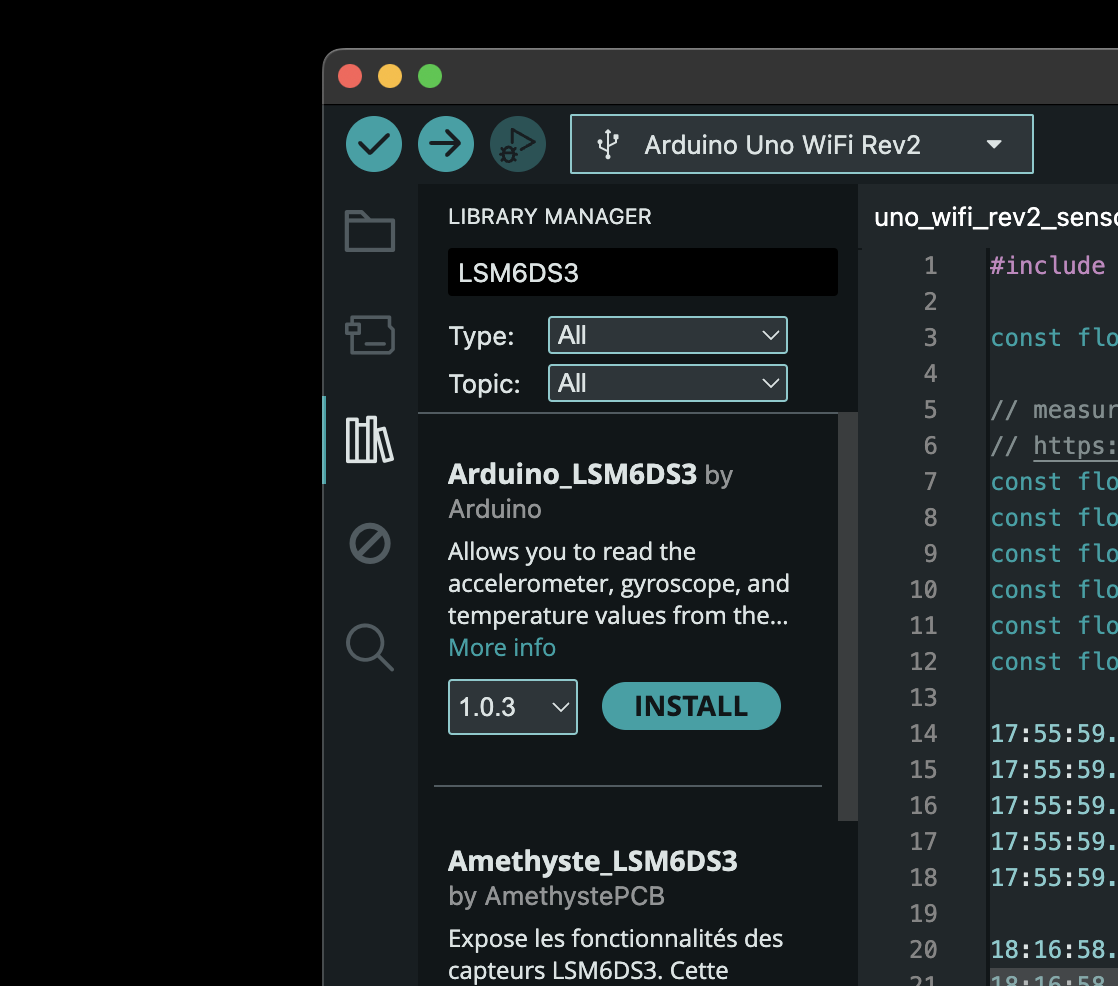 Arduino Uno WiFi Rev2
LIBRARY MANAGER
LSM6DS3
Type: All
Topic: All
Arduino_LSM6DS3 by
Arduino
Allows you to read the
accelerometer, gyroscope, and
temperature values from the...
More info
1.0.3 INSTALL
Amethyste_LSM6DS3
by AmethystePCB
Expose les fonctionnalités des
capteurs LSM6DS3. Cette
uno_wifi_rev2_senso
1 #include
2
3 const flo
4
5 // measur
6 // https:
7 const flo
8 const flo
9 const flo
10 const flo
11 const flo
12 const flo
13
14 17:55:59.
15 17:55:59.
16 17:55:59.
17 17:55:59.
18 17:55:59.
19
20 18:16:58.
21 18:16:58